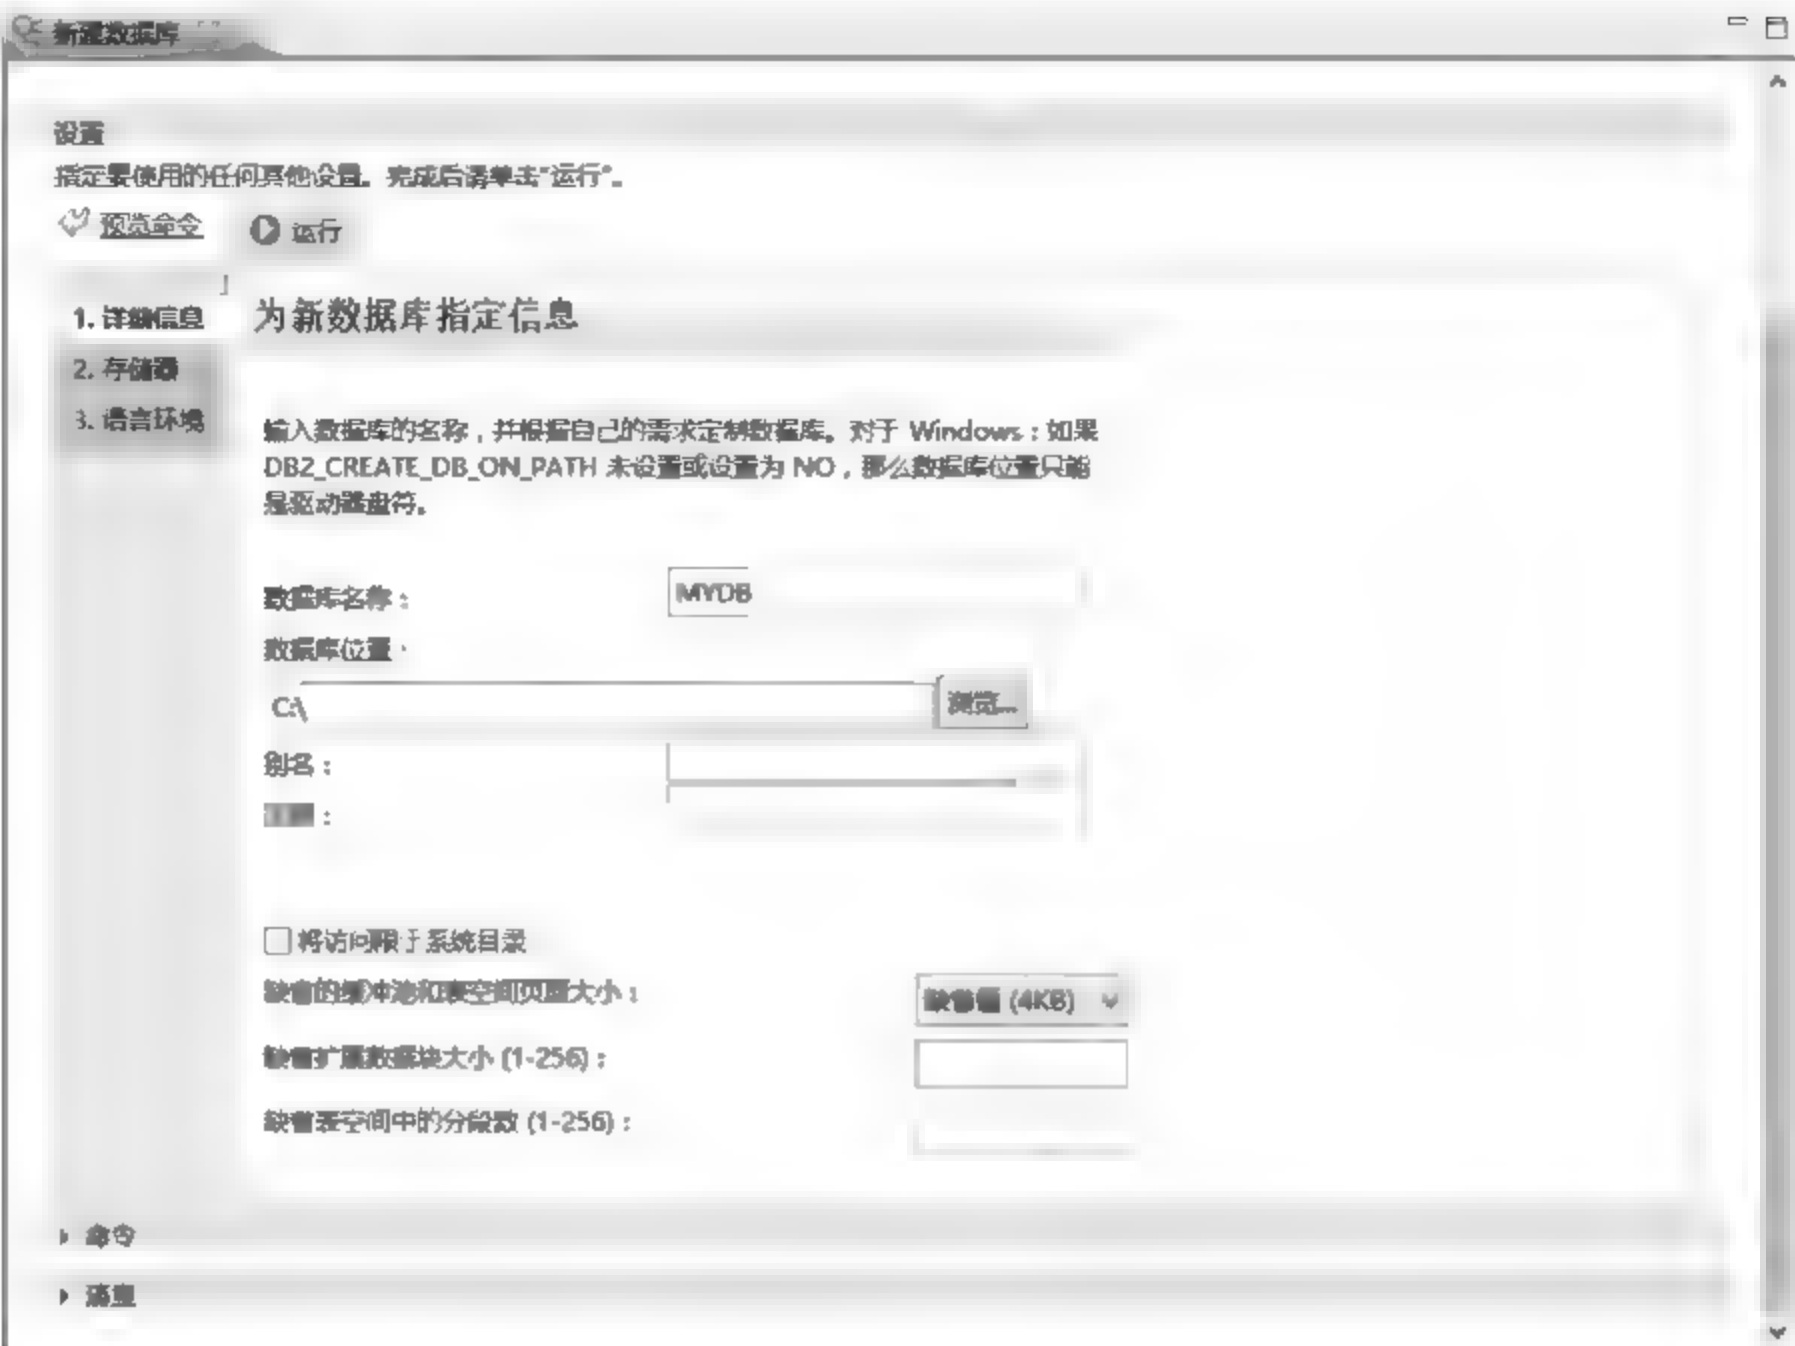 新建数据库
设置
指定要使用的任何其他设置。完成后请单击“运行”。
预览命令 运行
1. 详细信息
2. 存储器
3. 语言环境
为新数据库指定信息
输入数据库的名称，并根据自己的需求定制数据库。对于 Windows：如果
DB2_CREATE_DB_ON_PATH 未设置或设置为 NO，那么数据库位置只能
是驱动器盘符。
数据库名称： MYDB
数据库位置：
C:\ 浏览...
别名：
将访问限于系统目录
缺省的缓冲池和表空间页面大小： 缺省值 (4KB)
缺省扩展数据块大小 (1-256)：
缺省表空间中的分段数 (1-256)：
命令
消息